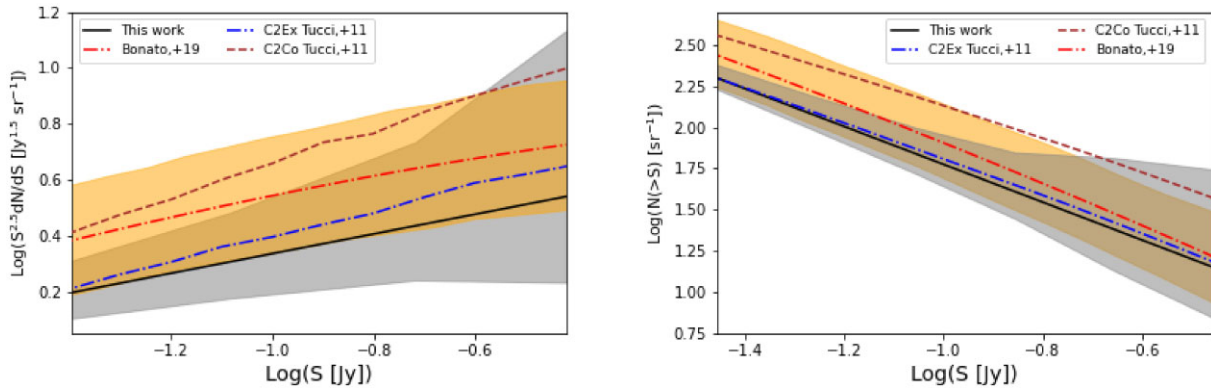 This work
Bonato,+19
C2Ex Tucci,+11
C2Co Tucci,+11
1.2
1.0
0.8
0.6
0.4
0.2
Log(S^2.5dN/dS [Jy^1.5 sr^−1])
−1.2
−1.0
−0.8
−0.6
Log(S [Jy])
This work
C2Ex Tucci,+11
C2Co Tucci,+11
Bonato,+19
2.50
2.25
2.00
1.75
1.50
1.25
1.00
0.75
Log(N(>S) [sr^−1])
−1.4
−1.2
−1.0
−0.8
−0.6
Log(S [Jy])